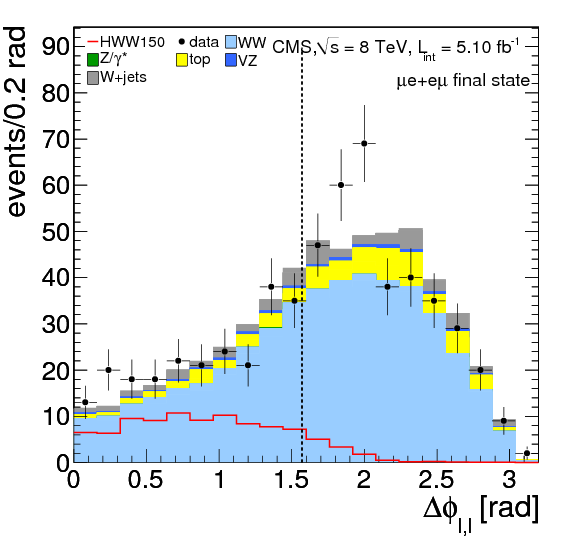 HWW150 data WW CMS,√s = 8 TeV, L_int = 5.10 fb⁻¹
Z/γ* top VZ
W+jets μe+eμ final state
events/0.2 rad
90
80
70
60
50
40
30
20
10
0
0 0.5 1 1.5 2 2.5 3
Δϕ_l,l [rad]